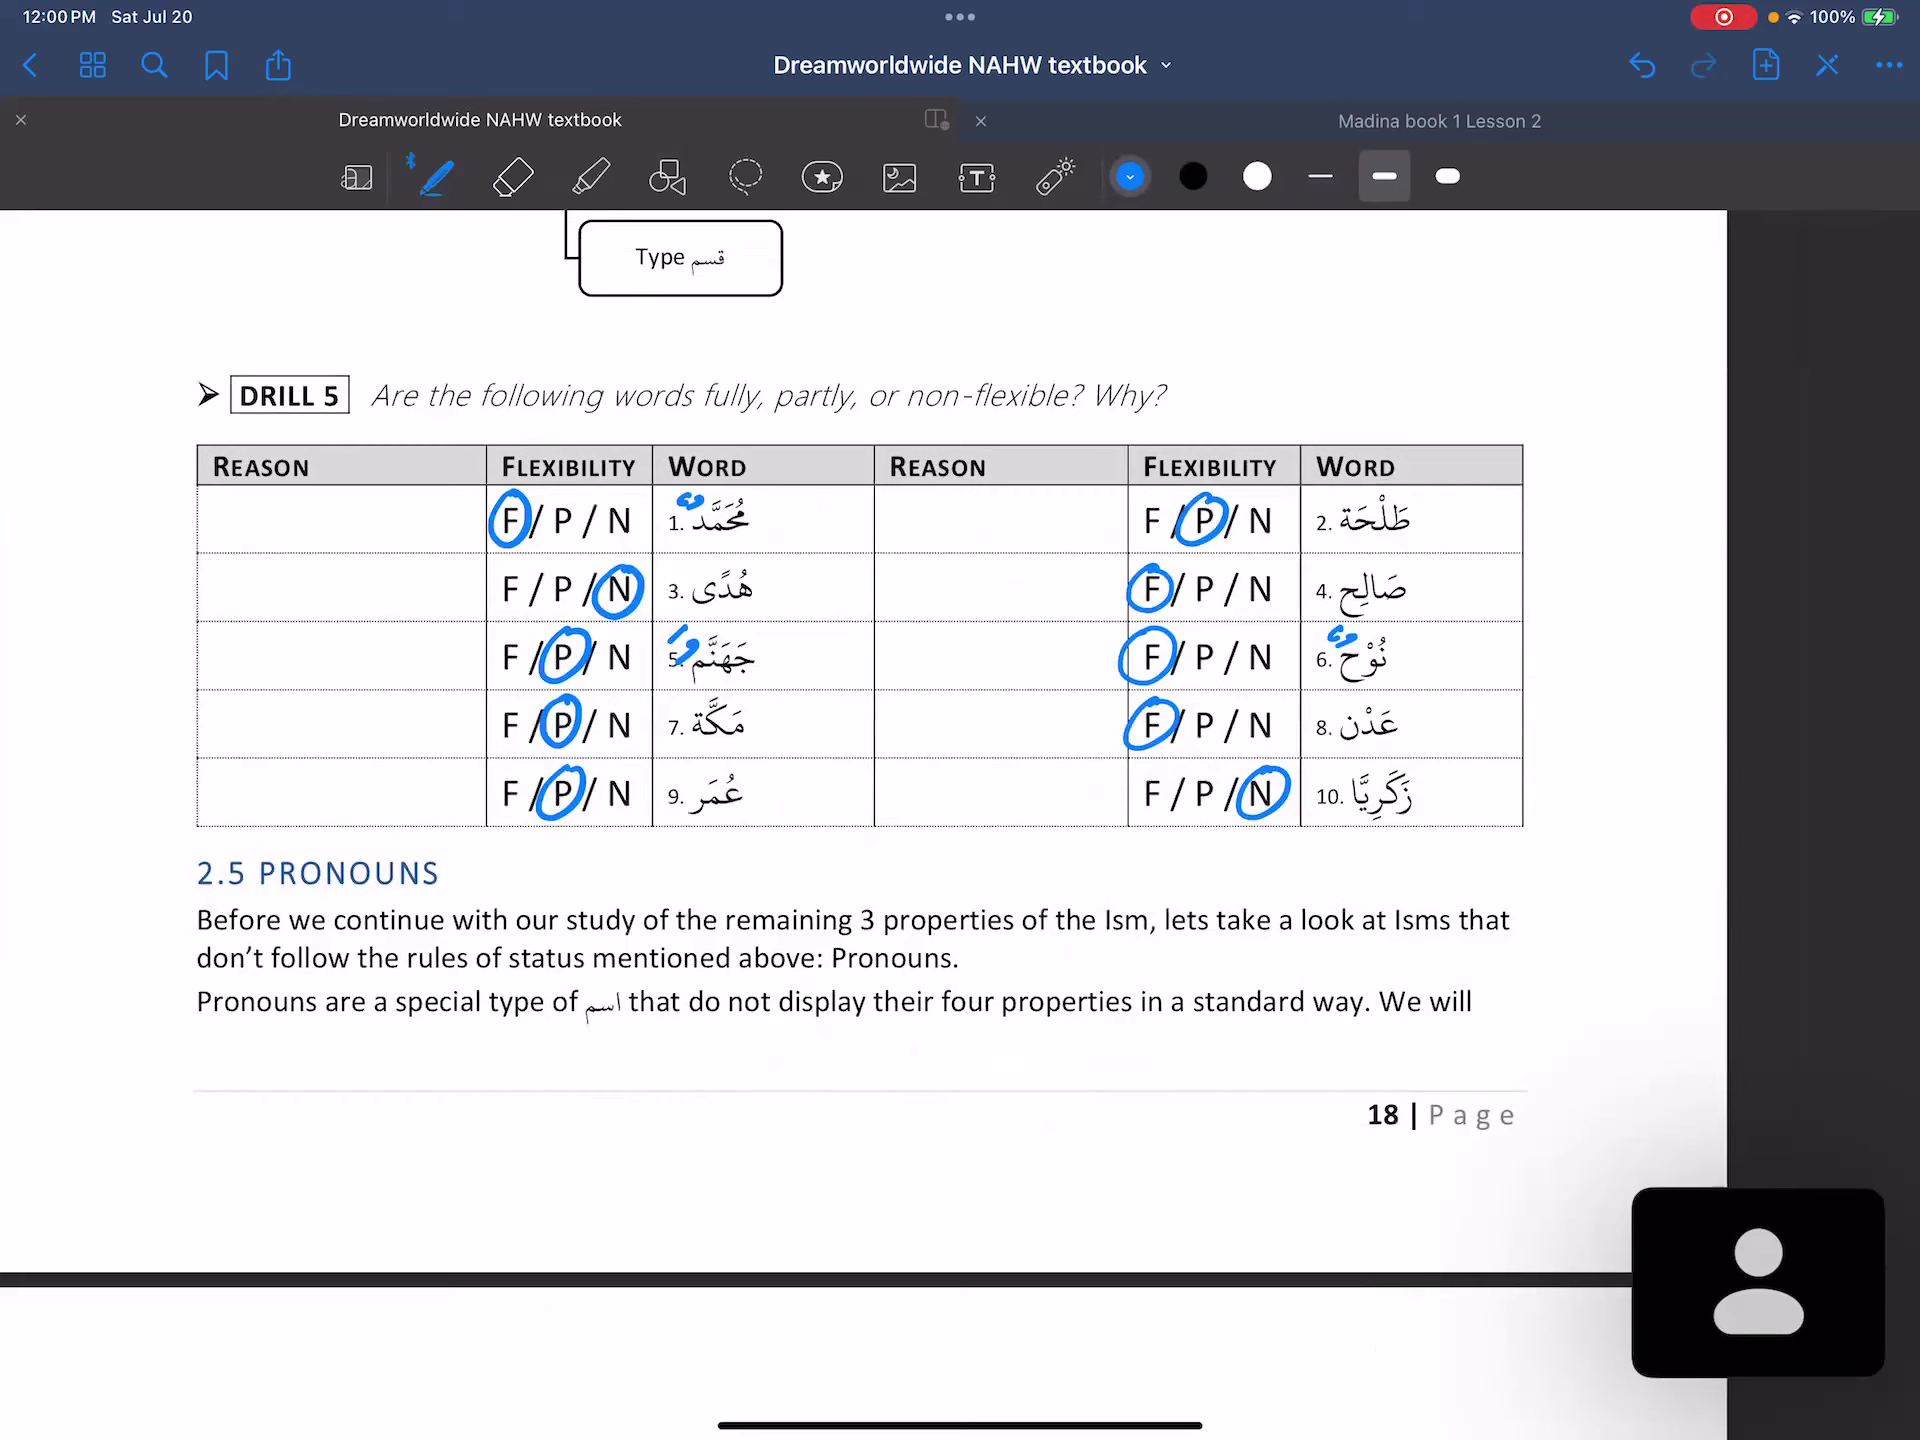 12:00 PM Sat Jul 20
100%
Dreamworldwide NAHW textbook
Dreamworldwide NAHW textbook
Madina book 1 Lesson 2
Type قسم
DRILL 5 Are the following words fully, partly, or non-flexible? Why?
REASON FLEXIBILITY WORD REASON FLEXIBILITY WORD
F / P / N 1. مُحَمَّد F / P / N 2. طَلْحَة
F / P / N 3. هُدًى F / P / N 4. صَالِح
F / P / N 5. جَهَنَّم F / P / N 6. نُوْح
F / P / N 7. مَكَّة F / P / N 8. عَدْن
F / P / N 9. عُمَر F / P / N 10. زَكَرِيَّا
2.5 PRONOUNS
Before we continue with our study of the remaining 3 properties of the Ism, lets take a look at Isms that
don’t follow the rules of status mentioned above: Pronouns.
Pronouns are a special type of اسم that do not display their four properties in a standard way. We will
18 | Page